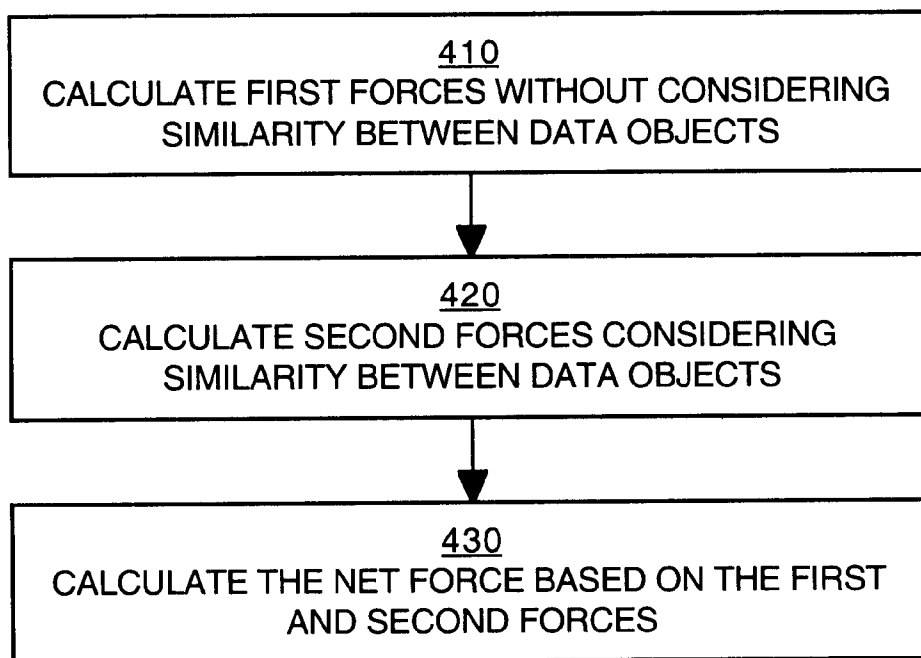 410
CALCULATE FIRST FORCES WITHOUT CONSIDERING
SIMILARITY BETWEEN DATA OBJECTS
420
CALCULATE SECOND FORCES CONSIDERING
SIMILARITY BETWEEN DATA OBJECTS
430
CALCULATE THE NET FORCE BASED ON THE FIRST
AND SECOND FORCES